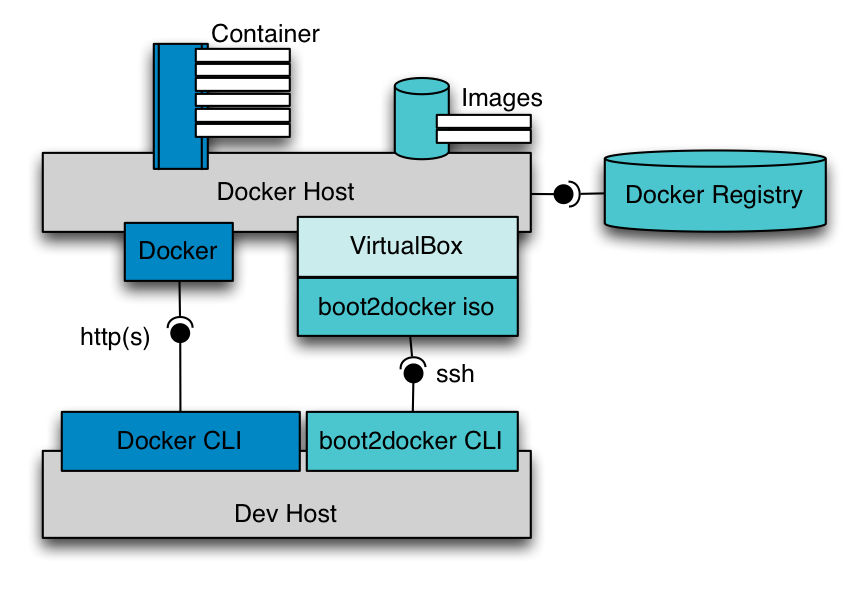 Container
Images
Docker Host
Docker Registry
Docker
VirtualBox
boot2docker iso
http(s)
ssh
Docker CLI
boot2docker CLI
Dev Host